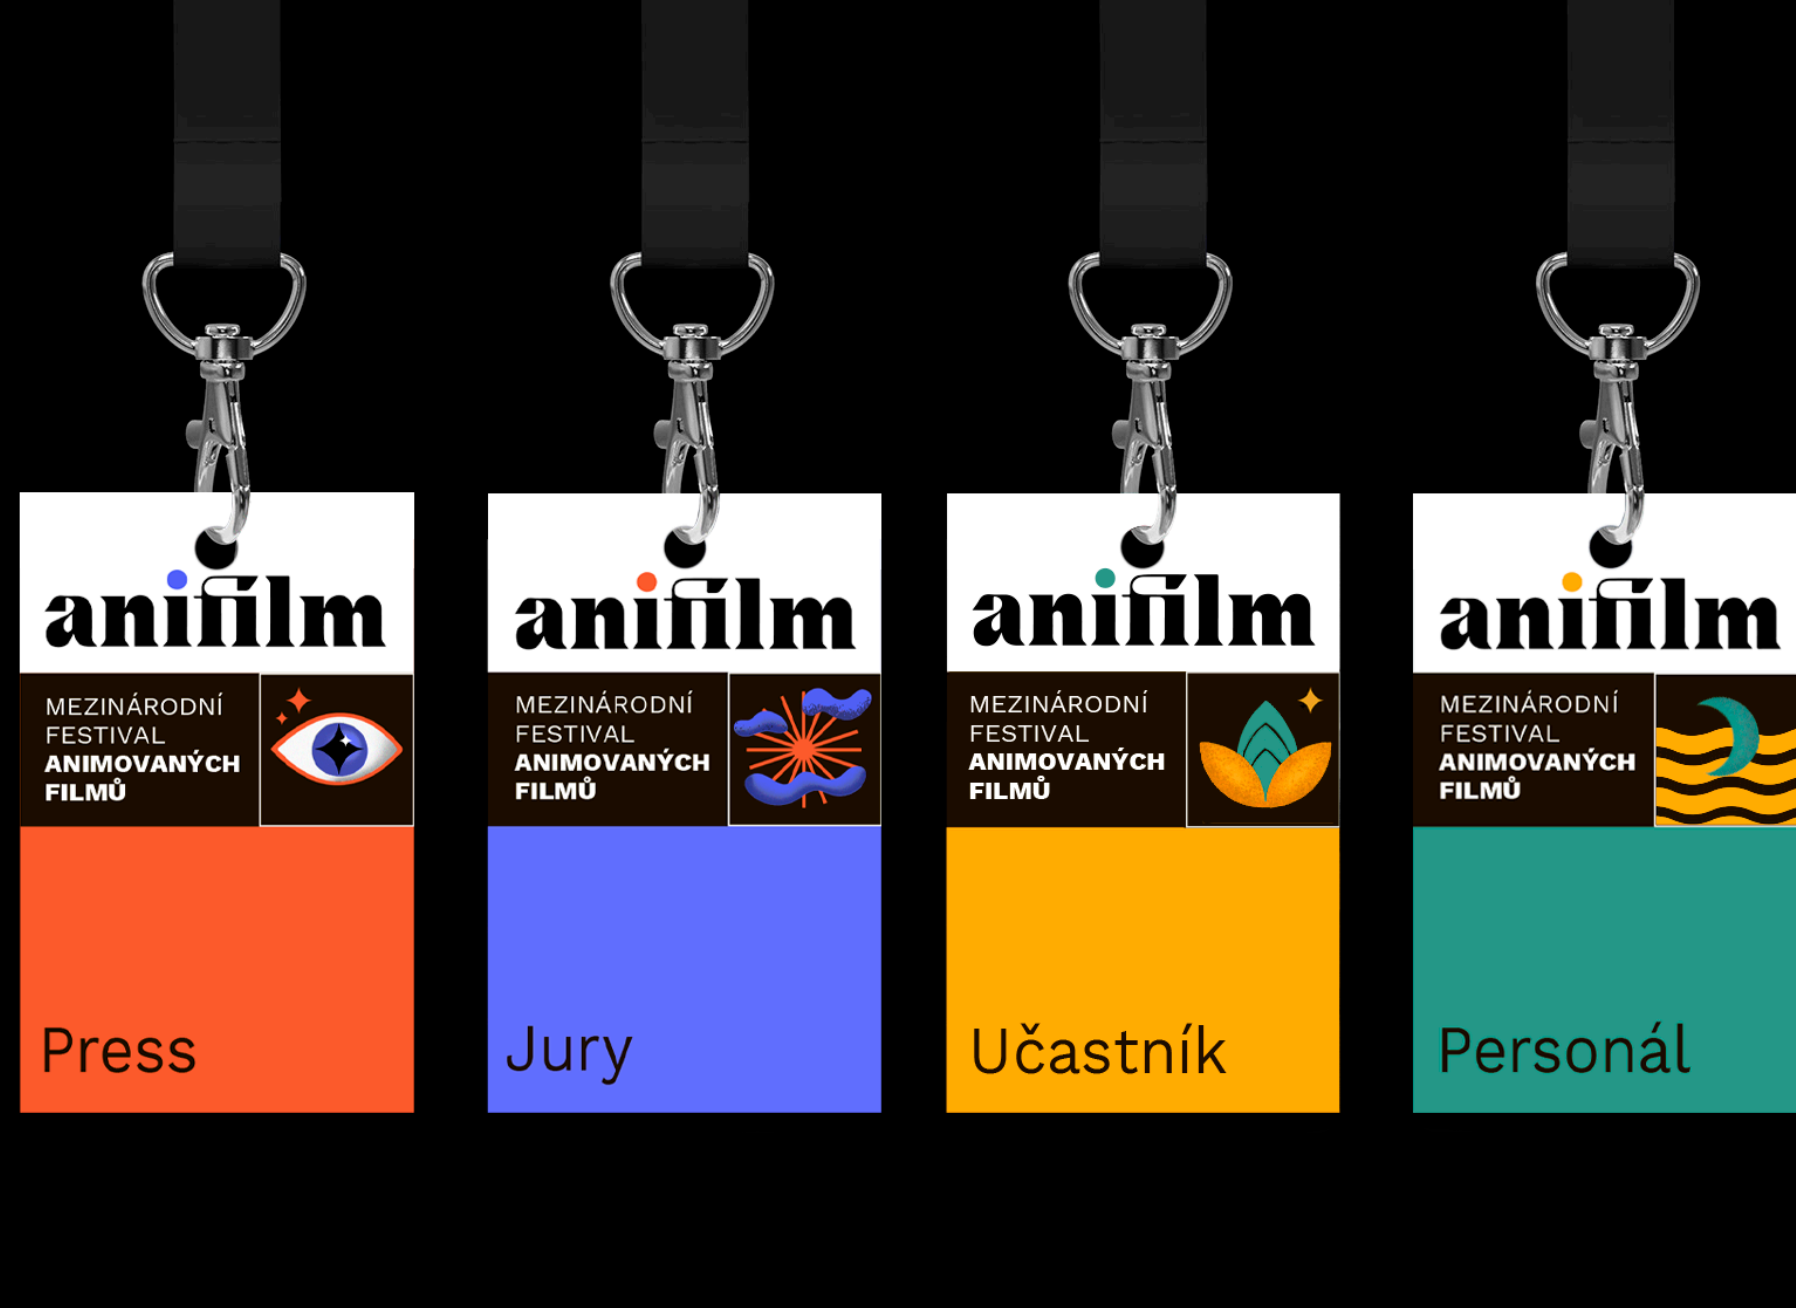 anifilm
MEZINÁRODNÍ
FESTIVAL
ANIMOVANÝCH
FILMŮ
Press
anifilm
MEZINÁRODNÍ
FESTIVAL
ANIMOVANÝCH
FILMŮ
Jury
anifilm
MEZINÁRODNÍ
FESTIVAL
ANIMOVANÝCH
FILMŮ
Učastník
anifilm
MEZINÁRODNÍ
FESTIVAL
ANIMOVANÝCH
FILMŮ
Personál